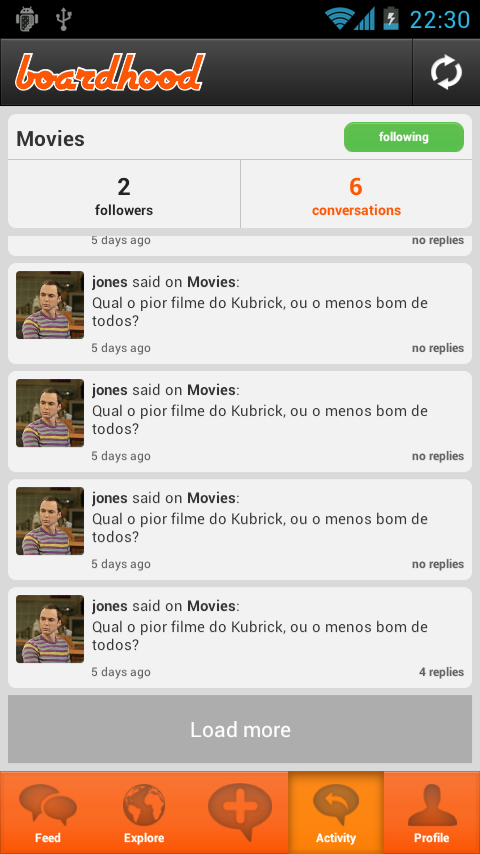 22:30
boardhood
Movies
following
2
followers
6
conversations
5 days ago
no replies
jones said on Movies:
Qual o pior filme do Kubrick, ou o menos bom de
todos?
5 days ago
no replies
jones said on Movies:
Qual o pior filme do Kubrick, ou o menos bom de
todos?
5 days ago
no replies
jones said on Movies:
Qual o pior filme do Kubrick, ou o menos bom de
todos?
5 days ago
no replies
jones said on Movies:
Qual o pior filme do Kubrick, ou o menos bom de
todos?
5 days ago
4 replies
Load more
Feed
Explore
Activity
Profile